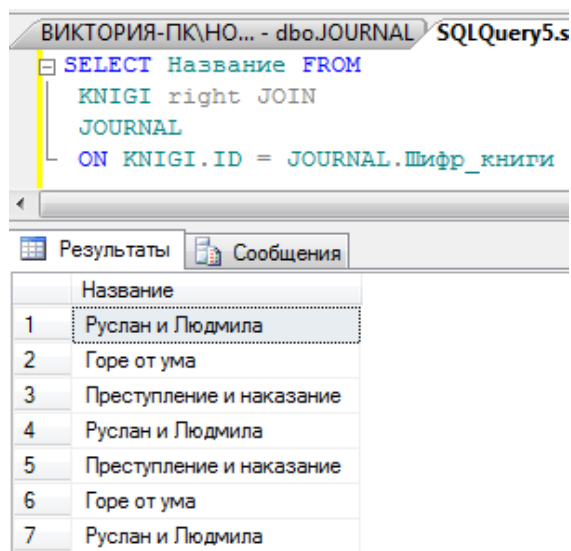 ВИКТОРИЯ-ПК\НО... - dbo.JOURNAL SQLQuery5.s
SELECT Название FROM
KNIGI right JOIN
JOURNAL
ON KNIGI.ID = JOURNAL.Шифр_книги
Результаты Сообщения
Название
1 Руслан и Людмила
2 Горе от ума
3 Преступление и наказание
4 Руслан и Людмила
5 Преступление и наказание
6 Горе от ума
7 Руслан и Людмила